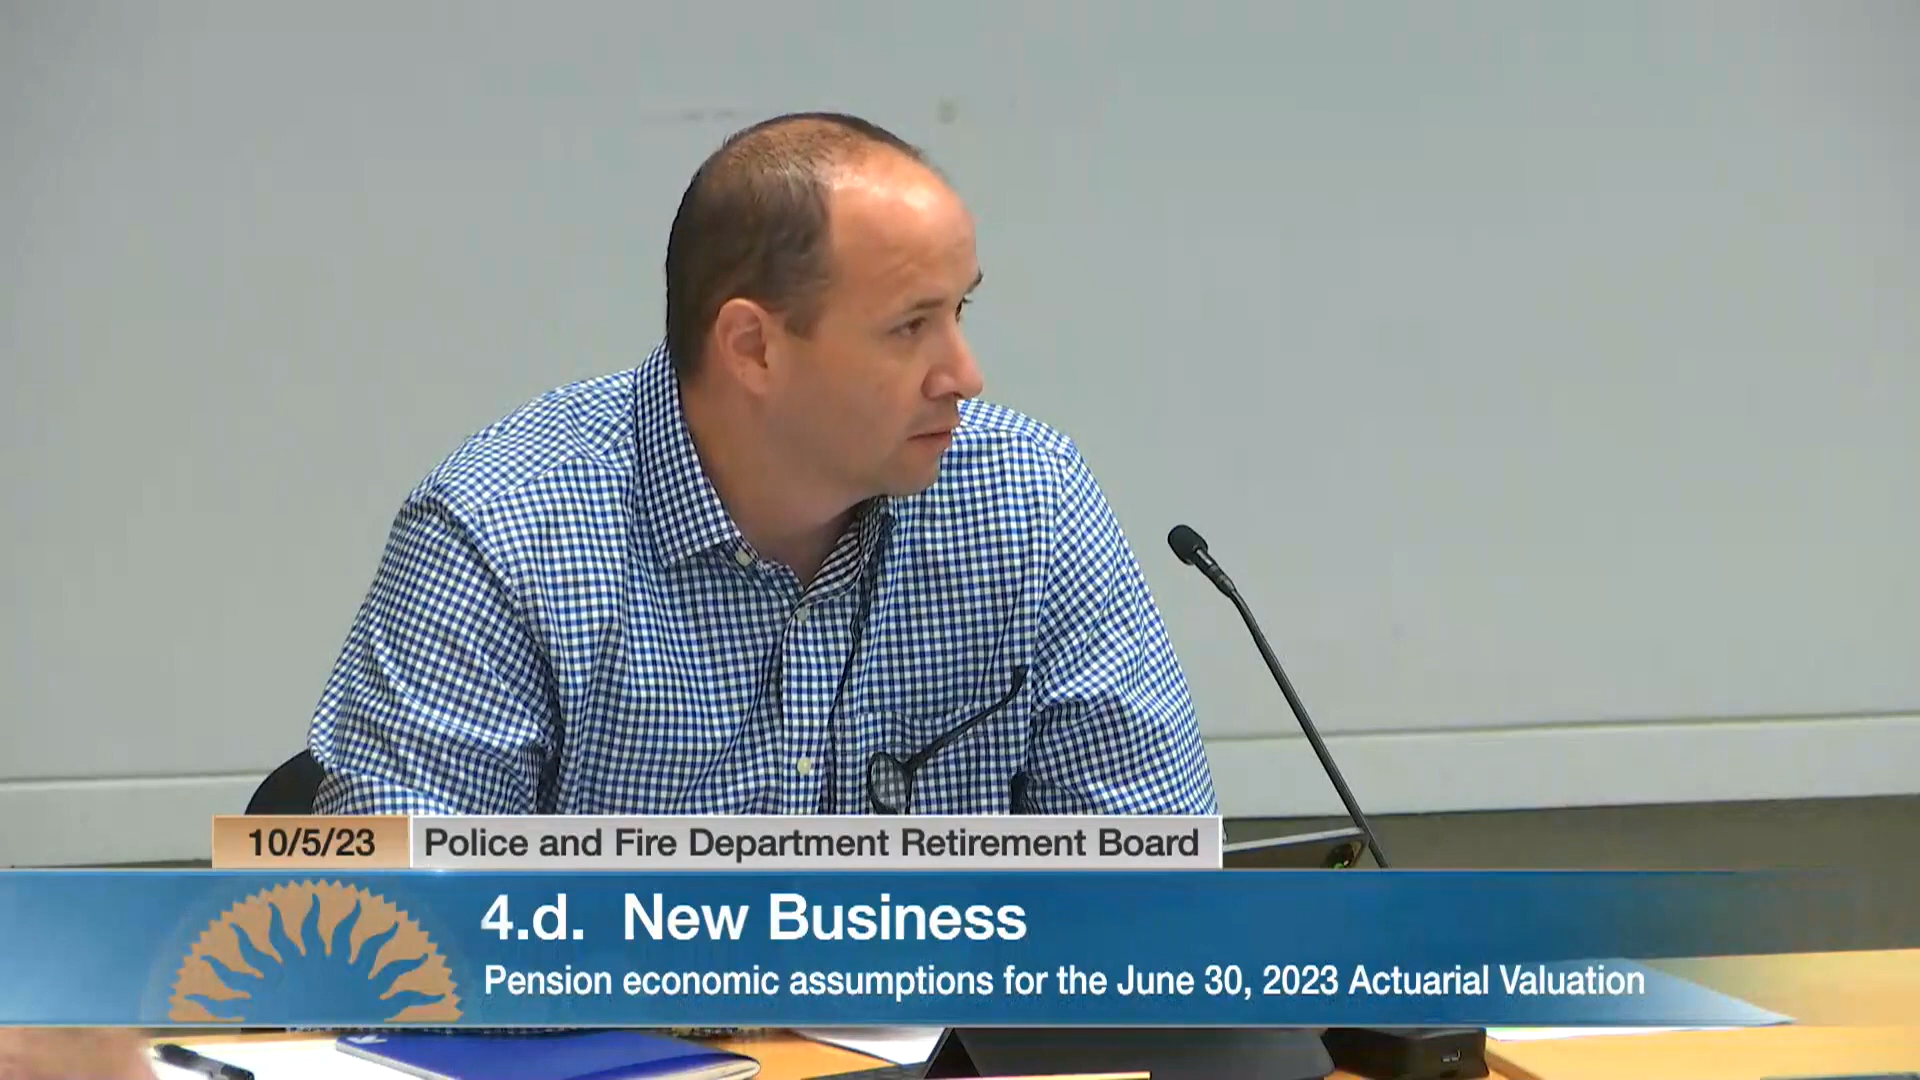 10/5/23 Police and Fire Department Retirement Board
4.d. New Business
Pension economic assumptions for the June 30, 2023 Actuarial Valuation